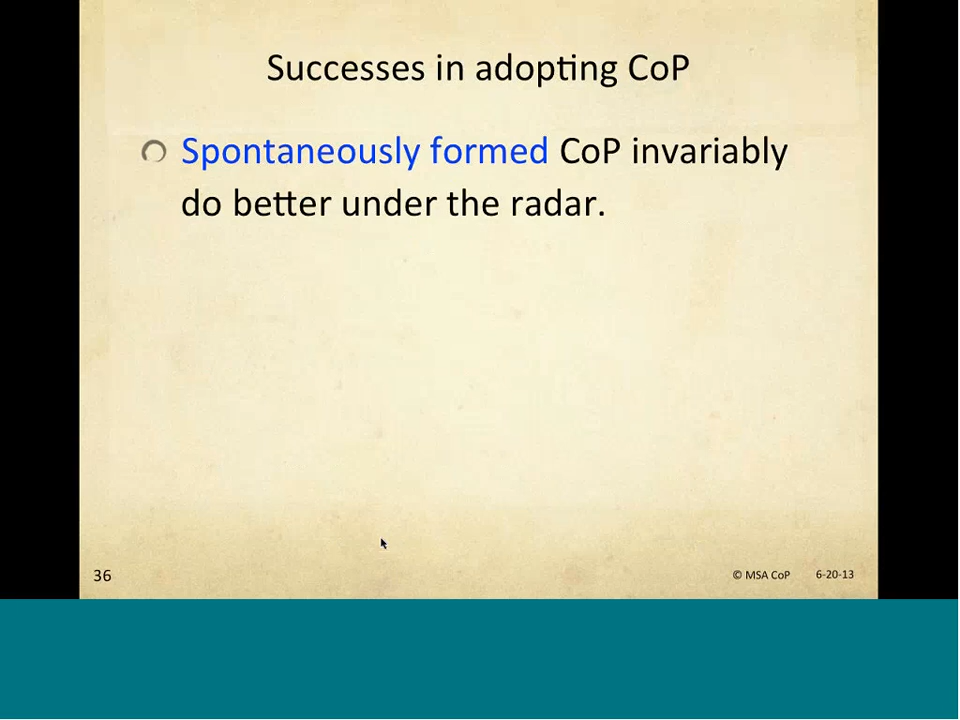 Successes in adopting CoP
Spontaneously formed CoP invariably
do better under the radar.
36
© MSA CoP 6-20-13